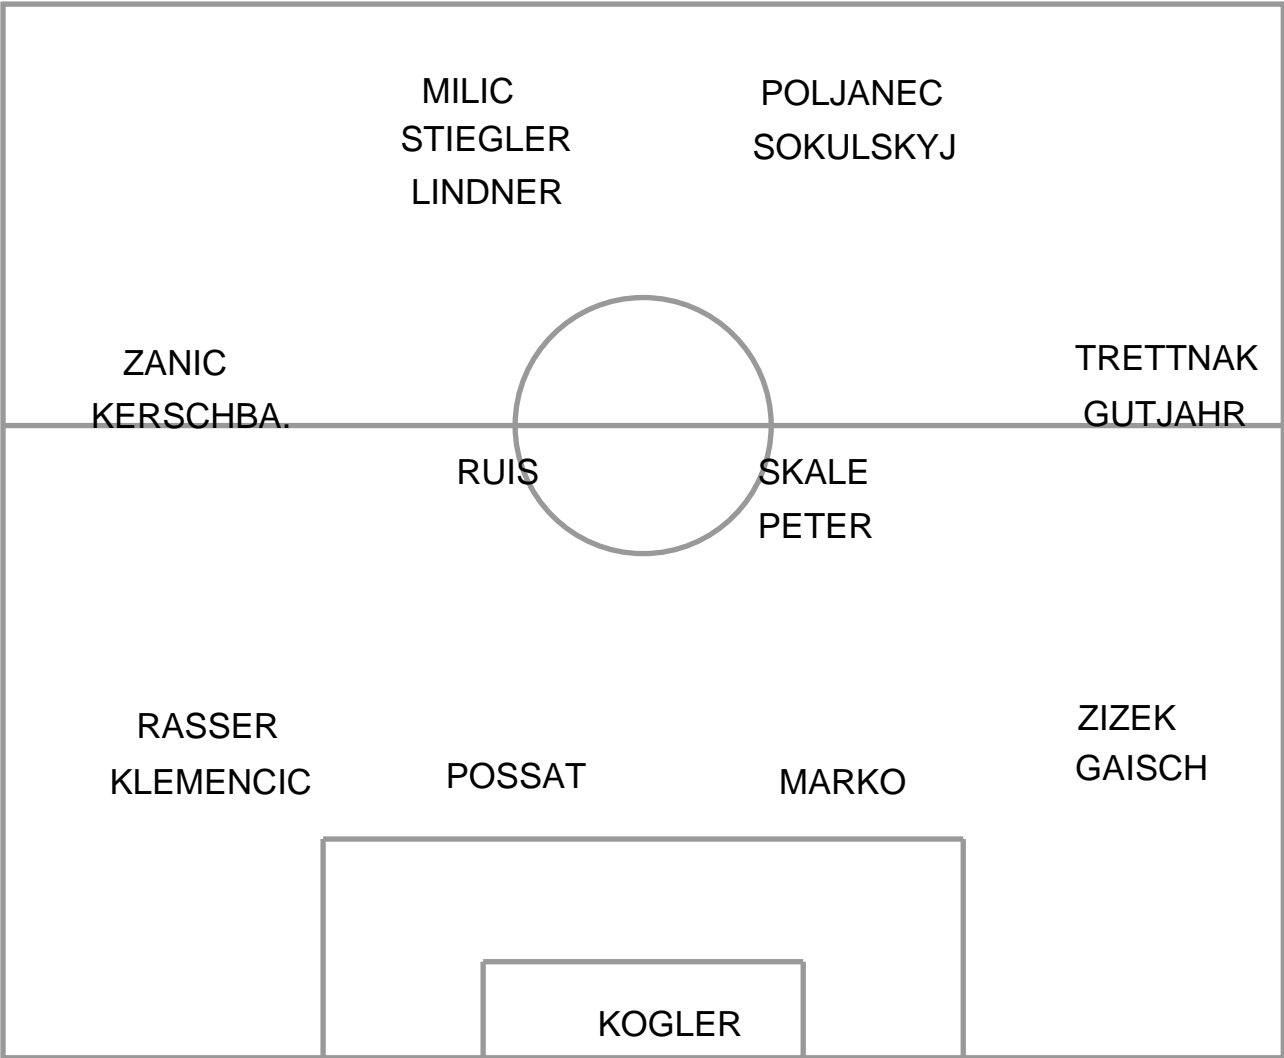 MILIC
STIEGLER
LINDNER
POLJANEC
SOKULSKYJ
ZANIC
KERSCHBA.
TRETTNAK
GUTJAHR
RUIS
SKALE
PETER
RASSER
KLEMENCIC
POSSAT
MARKO
ZIZEK
GAISCH
KOGLER